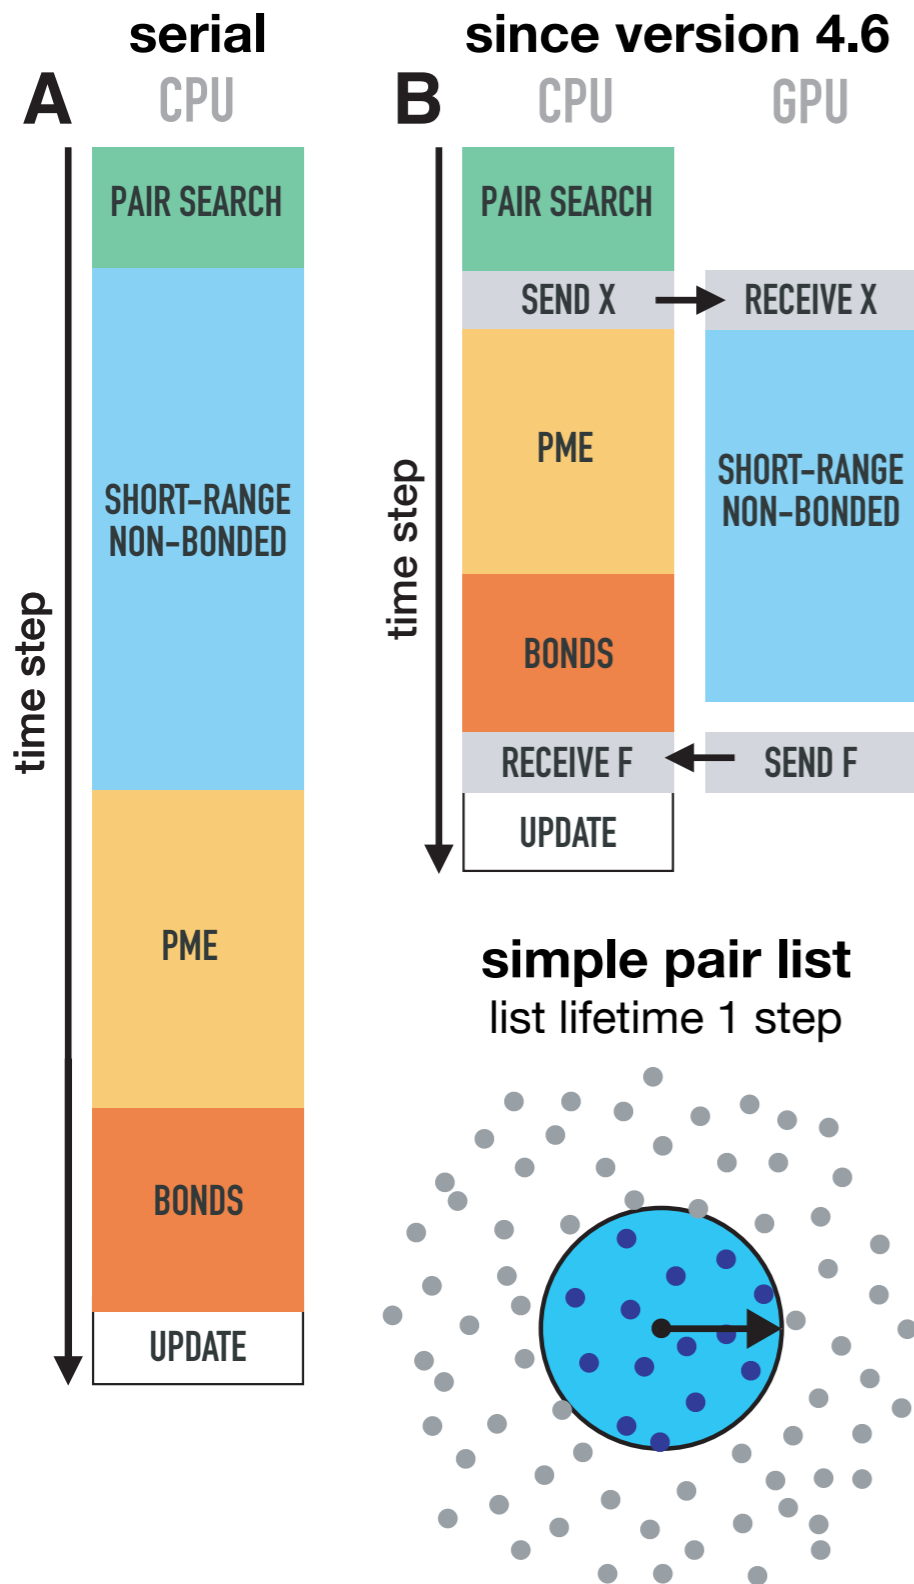 serial
A
CPU
time step
PAIR SEARCH
SHORT-RANGE
NON-BONDED
PME
BONDS
UPDATE
since version 4.6
B
CPU
GPU
time step
PAIR SEARCH
SEND X
RECEIVE X
PME
SHORT-RANGE
NON-BONDED
BONDS
RECEIVE F
SEND F
UPDATE
simple pair list
list lifetime 1 step